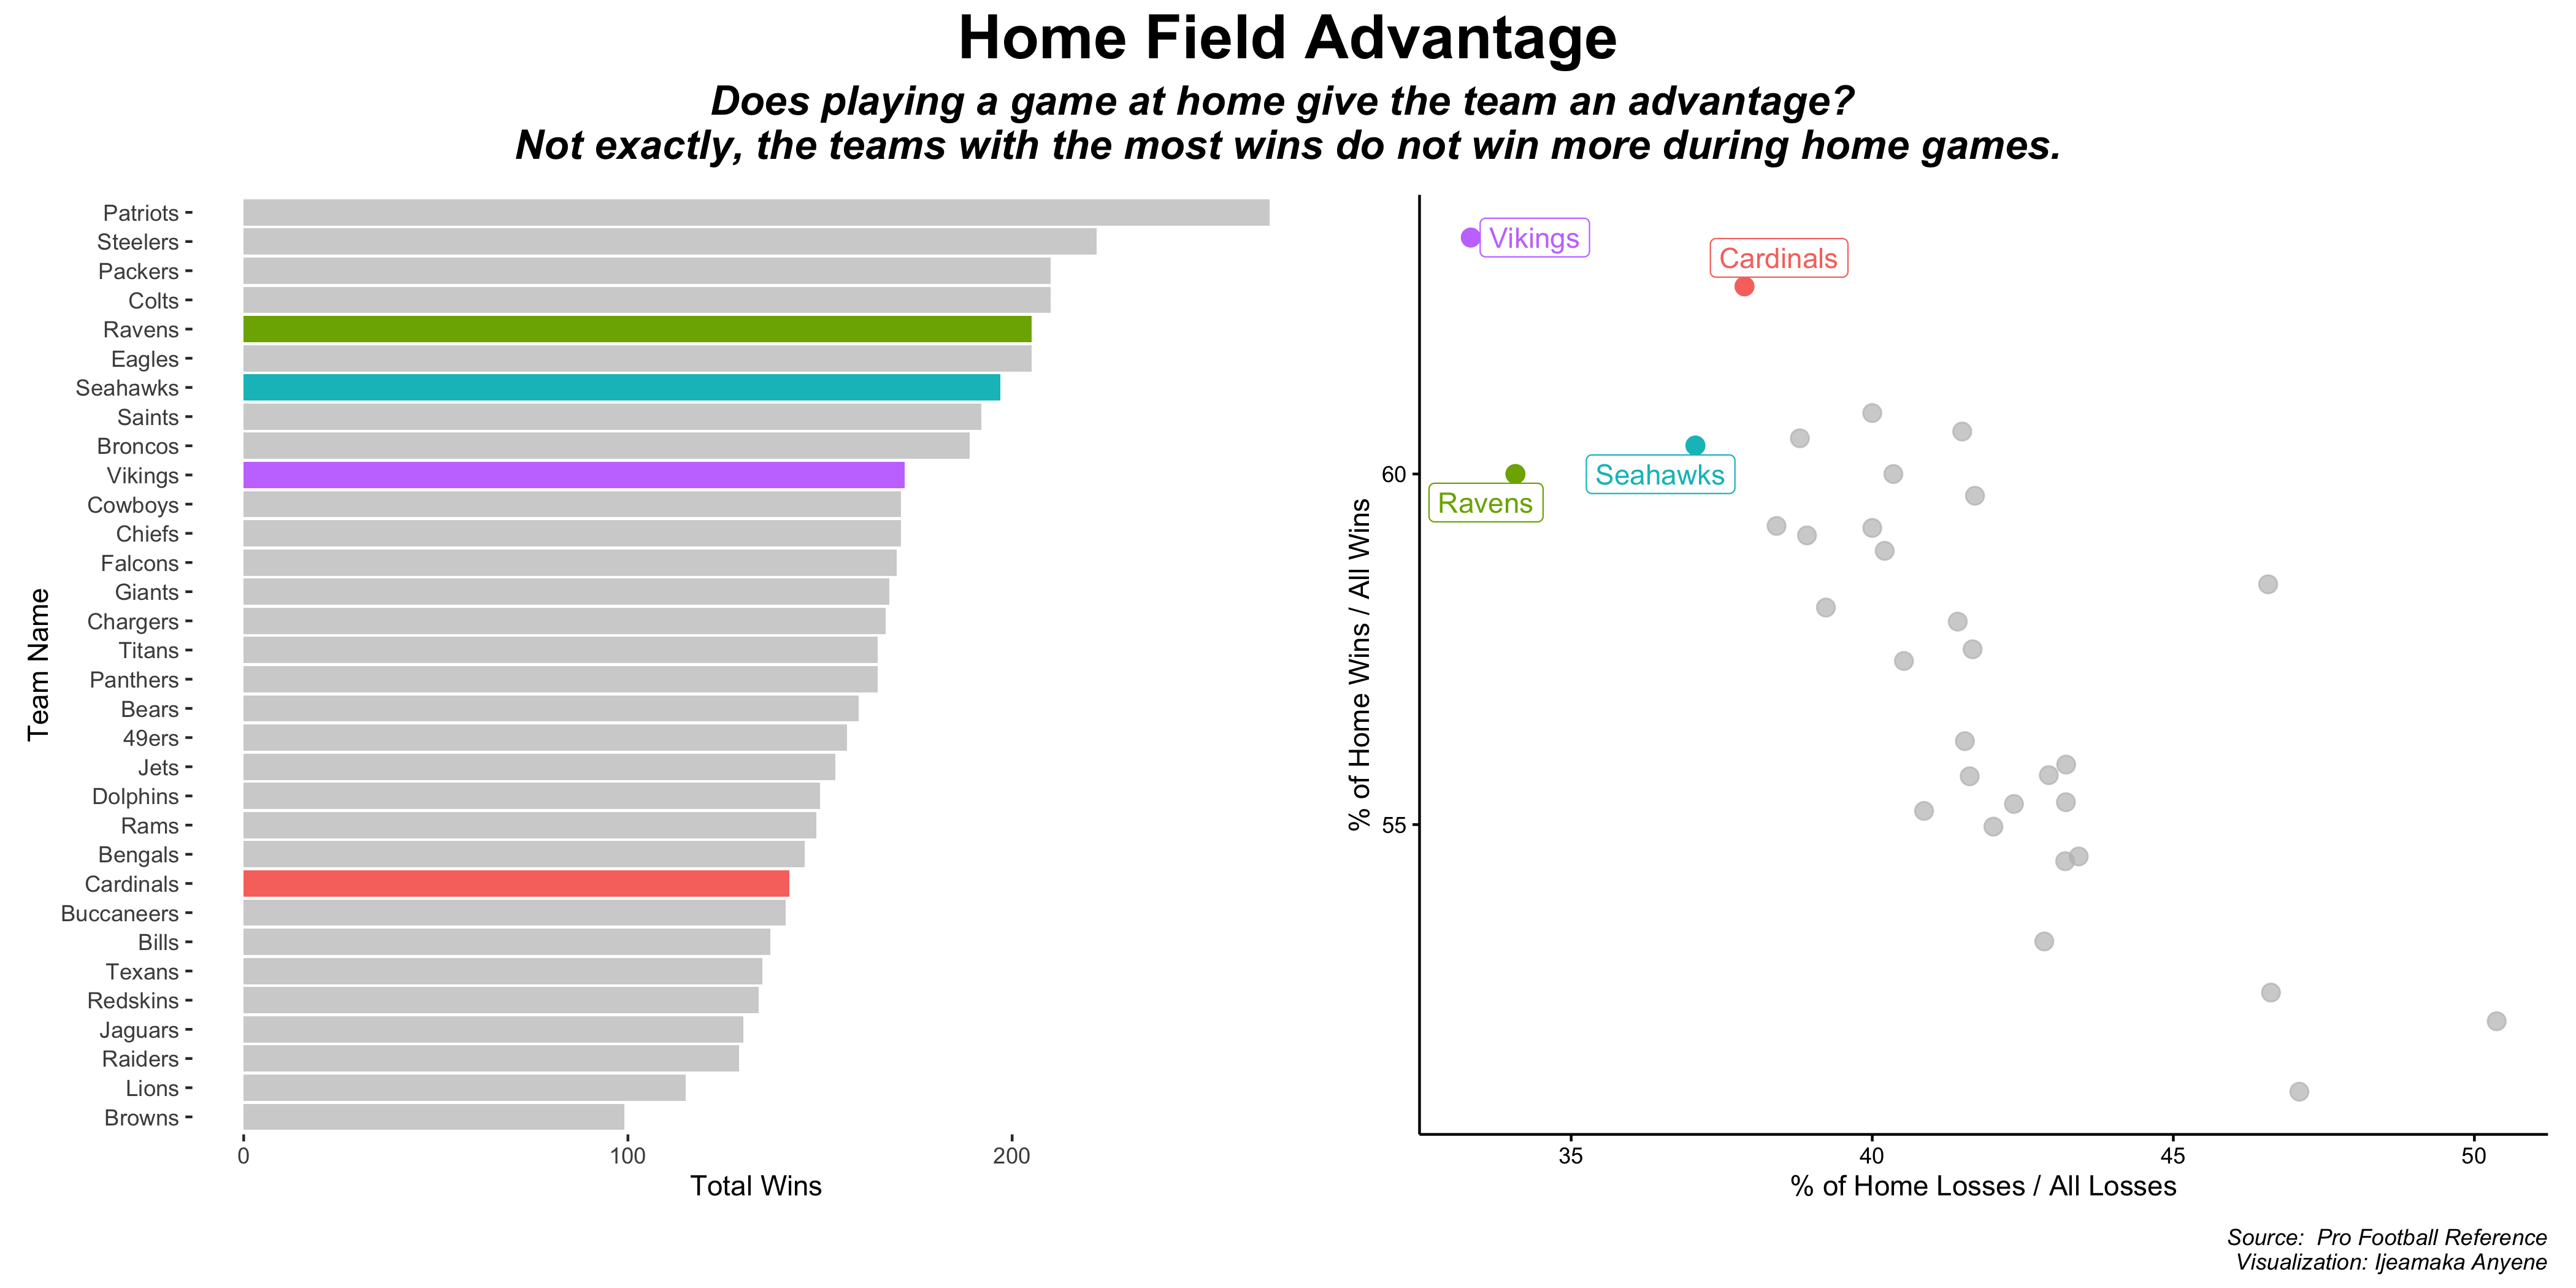 Home Field Advantage
Does playing a game at home give the team an advantage?
Not exactly, the teams with the most wins do not win more during home games.
Team Name
Patriots
Steelers
Packers
Colts
Ravens
Eagles
Seahawks
Saints
Broncos
Vikings
Cowboys
Chiefs
Falcons
Giants
Chargers
Titans
Panthers
Bears
49ers
Jets
Dolphins
Rams
Bengals
Cardinals
Buccaneers
Bills
Texans
Redskins
Jaguars
Raiders
Lions
Browns
0 100 200
Total Wins
% of Home Wins / All Wins
60
55
Vikings
Cardinals
Seahawks
Ravens
35 40 45 50
% of Home Losses / All Losses
Source:  Pro Football Reference
Visualization: Ijeamaka Anyene